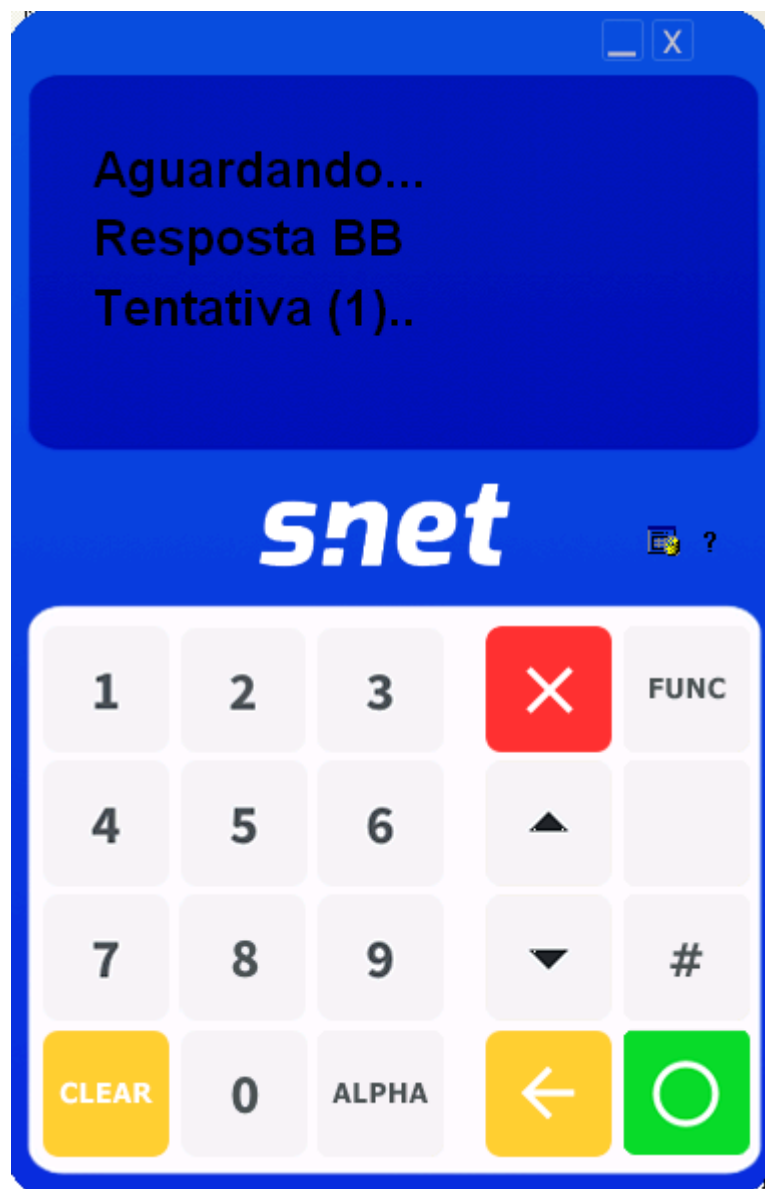 _ X
Aguardando...
Resposta BB
Tentativa (1)..
snet
?
1 2 3 FUNC
4 5 6
7 8 9 #
CLEAR 0 ALPHA